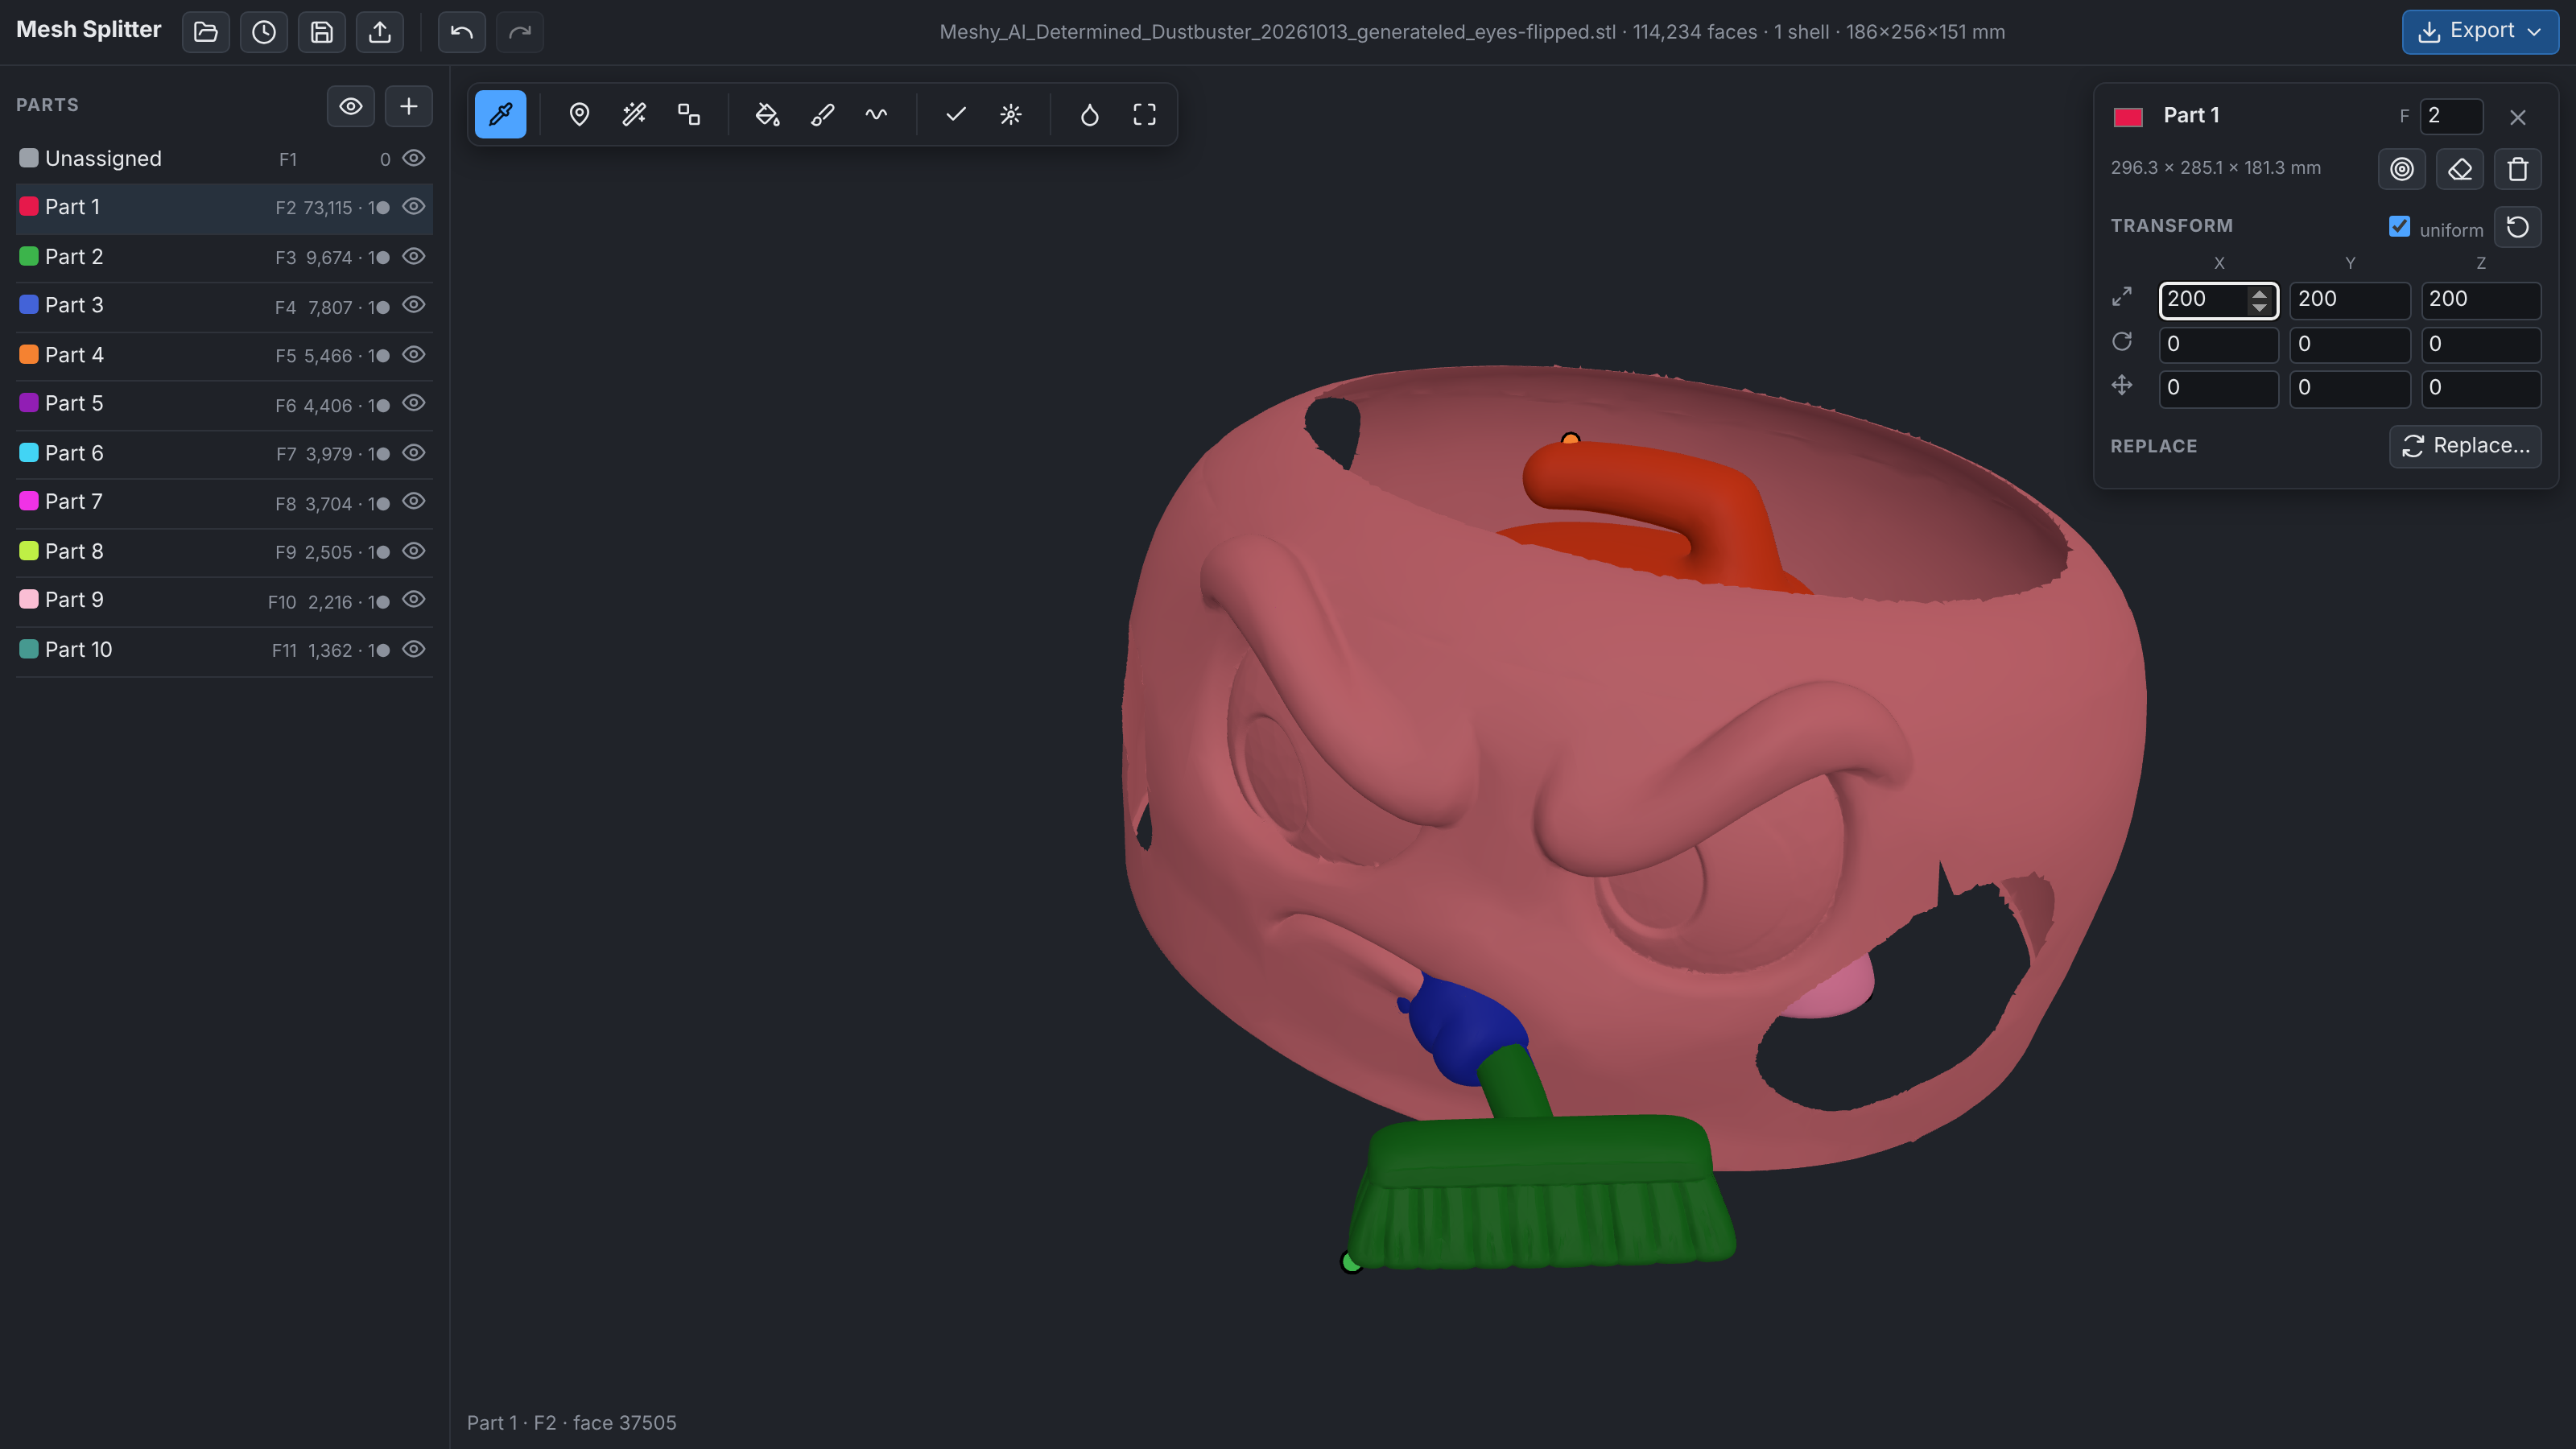 Mesh Splitter
Meshy_AI_Determined_Dustbuster_20261013_generateled_eyes-flipped.stl · 114,234 faces · 1 shell · 186×256×151 mm
Export
PARTS
Unassigned F1 0
Part 1 F2 73,115 · 1
Part 2 F3 9,674 · 1
Part 3 F4 7,807 · 1
Part 4 F5 5,466 · 1
Part 5 F6 4,406 · 1
Part 6 F7 3,979 · 1
Part 7 F8 3,704 · 1
Part 8 F9 2,505 · 1
Part 9 F10 2,216 · 1
Part 10 F11 1,362 · 1
Part 1 F 2
296.3 × 285.1 × 181.3 mm
TRANSFORM uniform
X Y Z
200 200 200
0 0 0
0 0 0
REPLACE Replace...
Part 1 · F2 · face 37505